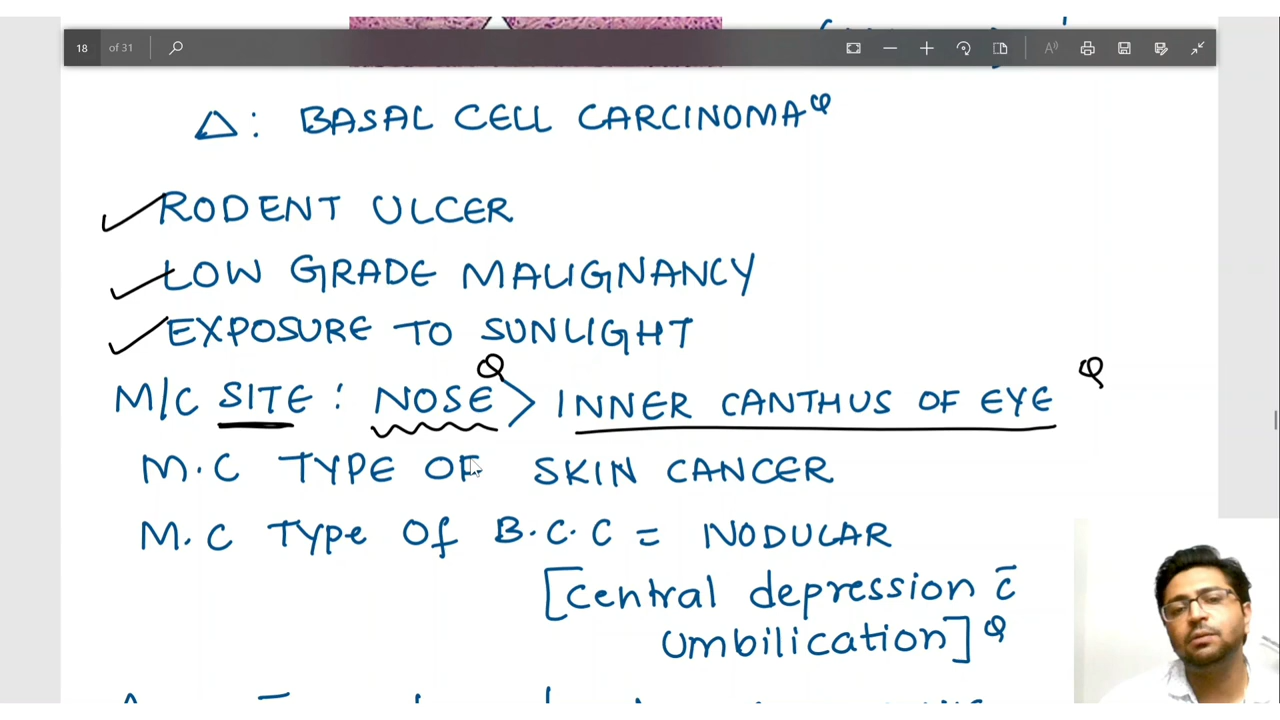 18 of 31
Δ: BASAL CELL CARCINOMA Q
RODENT ULCER
LOW GRADE MALIGNANCY
EXPOSURE TO SUNLIGHT
M/C SITE : NOSE Q > INNER CANTHUS OF EYE Q
M.C TYPE OF SKIN CANCER
M.C TYPe Of B.C.C = NODULAR
[central depression c̄
umbilication] Q